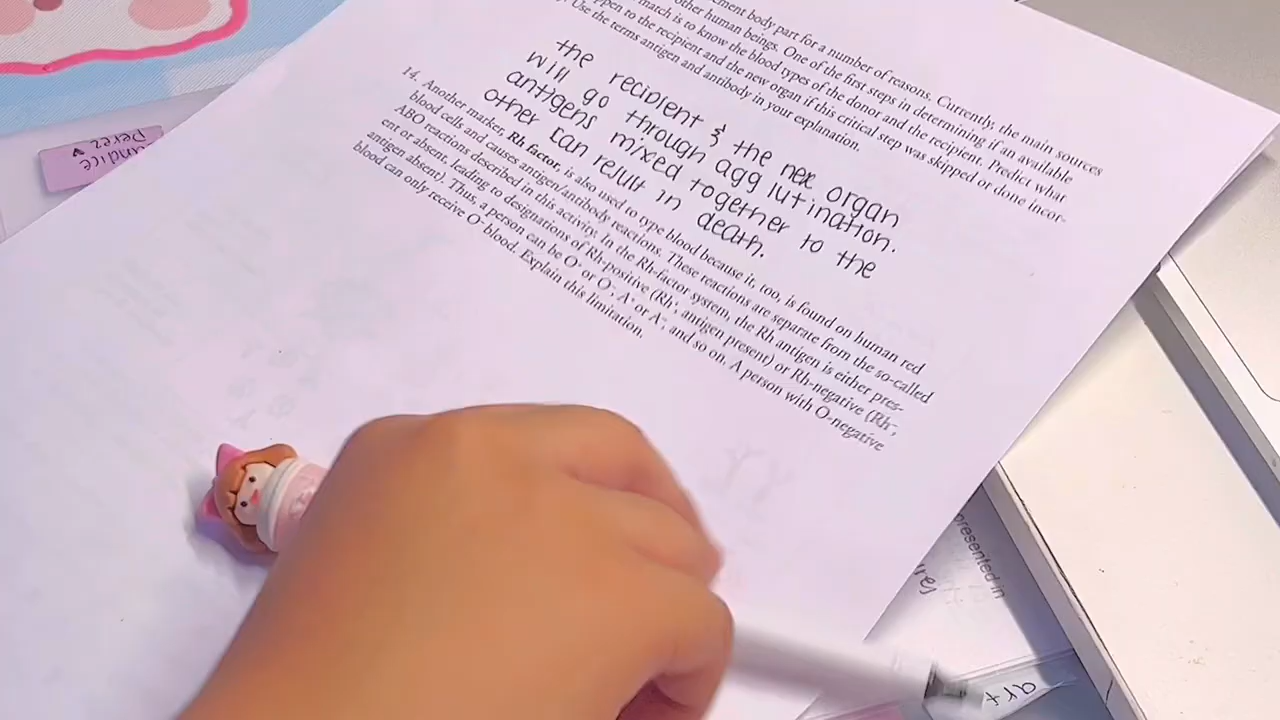 ement body part for a number of reasons. Currently, the main sources
other human beings. One of the first steps in determining if an available
match is to know the blood types of the donor and the recipient. Predict what
ppen to the recipient and the new organ if this critical step was skipped or done incor-
Use the terms antigen and antibody in your explanation.
the recipient & the new organ
will go through agglutination.
antigens mixed together to the
other can result in death.
14. Another marker, Rh factor, is also used to type blood because it, too, is found on human red
blood cells and causes antigen/antibody reactions. These reactions are separate from the so-called
ABO reactions described in this activity. In the Rh-factor system, the Rh antigen is either pres-
ent or absent, leading to designations of Rh-positive (Rh⁺, antigen present) or Rh-negative (Rh⁻,
antigen absent). Thus, a person can be O⁺ or O⁻, A⁺ or A⁻, and so on. A person with O-negative
blood can only receive O⁻ blood. Explain this limitation.
andice
Perez ♥
presented in
ures
art